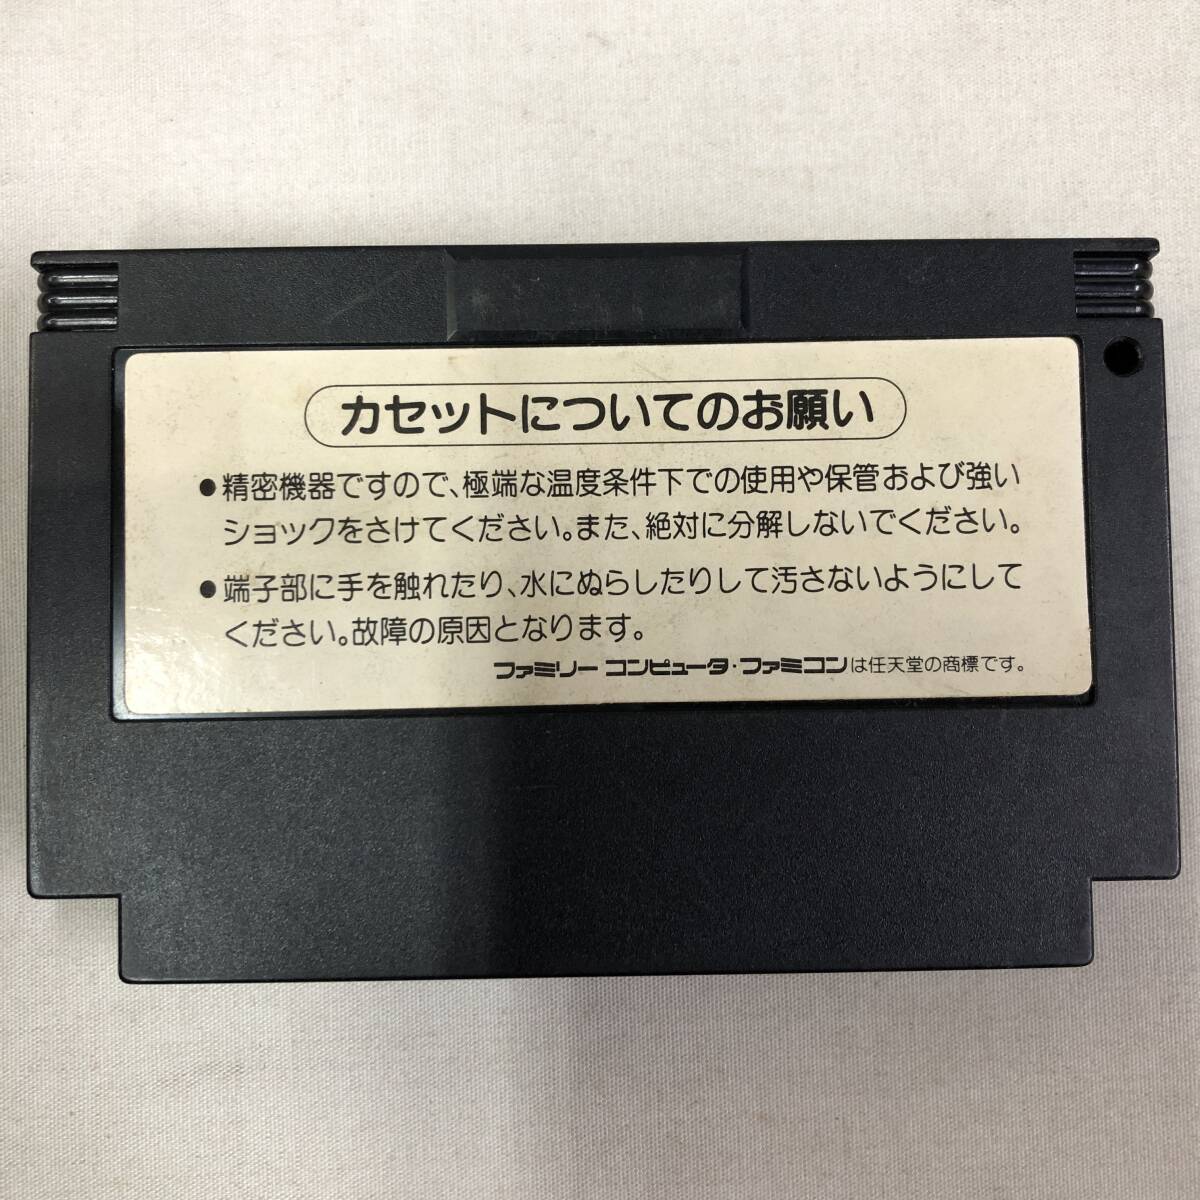 カセットについてのお願い
●精密機器ですので、極端な温度条件下での使用や保管および強い
ショックをさけてください。また、絶対に分解しないでください。
●端子部に手を触れたり、水にぬらしたりして汚さないようにして
ください。故障の原因となります。
ファミリー コンピュータ・ファミコンは任天堂の商標です。